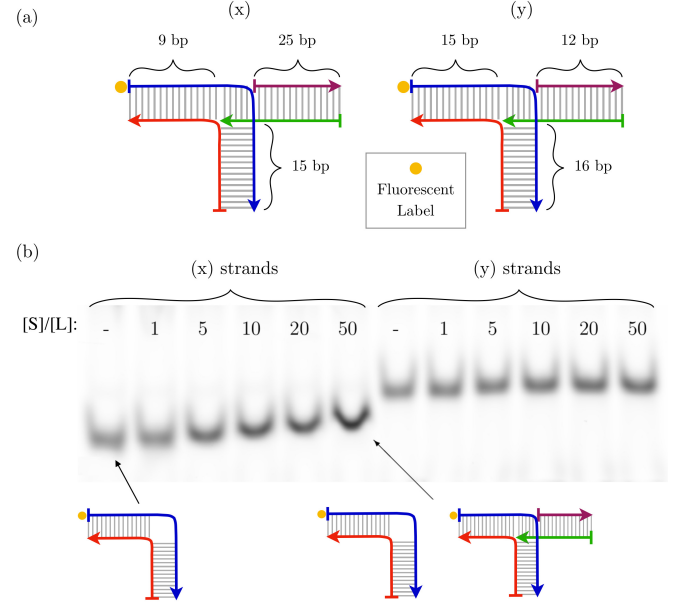 (a)
(x)
(y)
9 bp
25 bp
15 bp
12 bp
15 bp
16 bp
Fluorescent
Label
(b)
(x) strands
(y) strands
[S]/[L]:
- 1 5 10 20 50 - 1 5 10 20 50